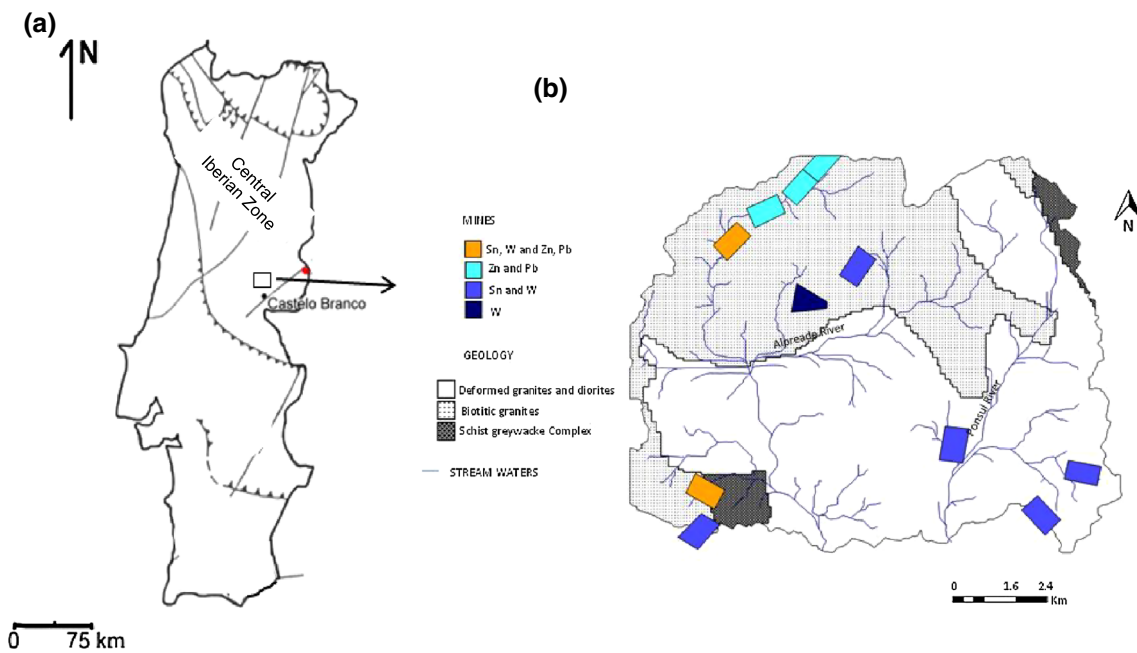 (a)
N
Central
Iberian Zone
Castelo Branco
0 75 km
(b)
MINES
Sn, W and Zn, Pb
Zn and Pb
Sn and W
W
GEOLOGY
Deformed granites and diorites
Biotitic granites
Schist greywacke Complex
STREAM WATERS
Alpreade River
Ponsul River
N
0 1.6 2.4
Km